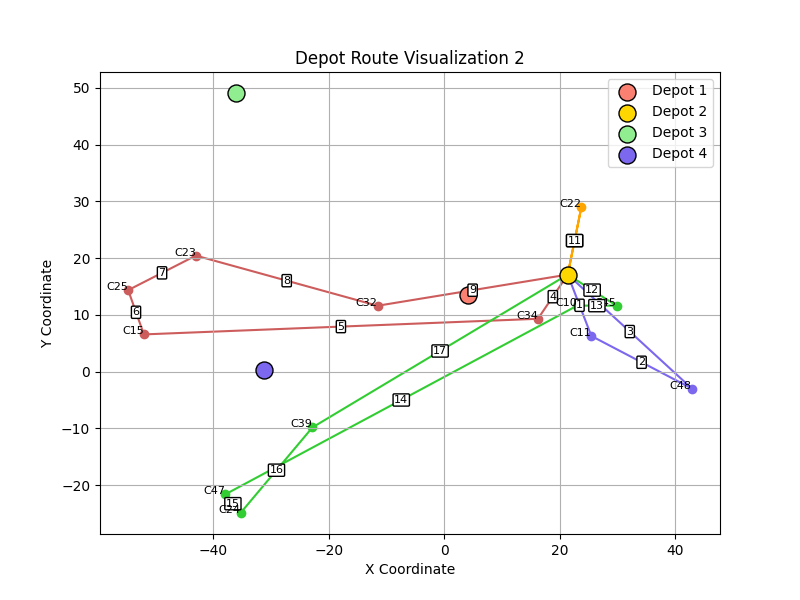 Depot Route Visualization 2
Depot 1
Depot 2
Depot 3
Depot 4
Y Coordinate
50
40
30
20
10
0
−10
−20
C22
11
C23
7
C25
8
9
12
C32
4
C10
1
13
6
C34
C15
5
C11
3
17
2
C48
14
C39
16
C47
15
C24
−40
−20
0
20
40
X Coordinate